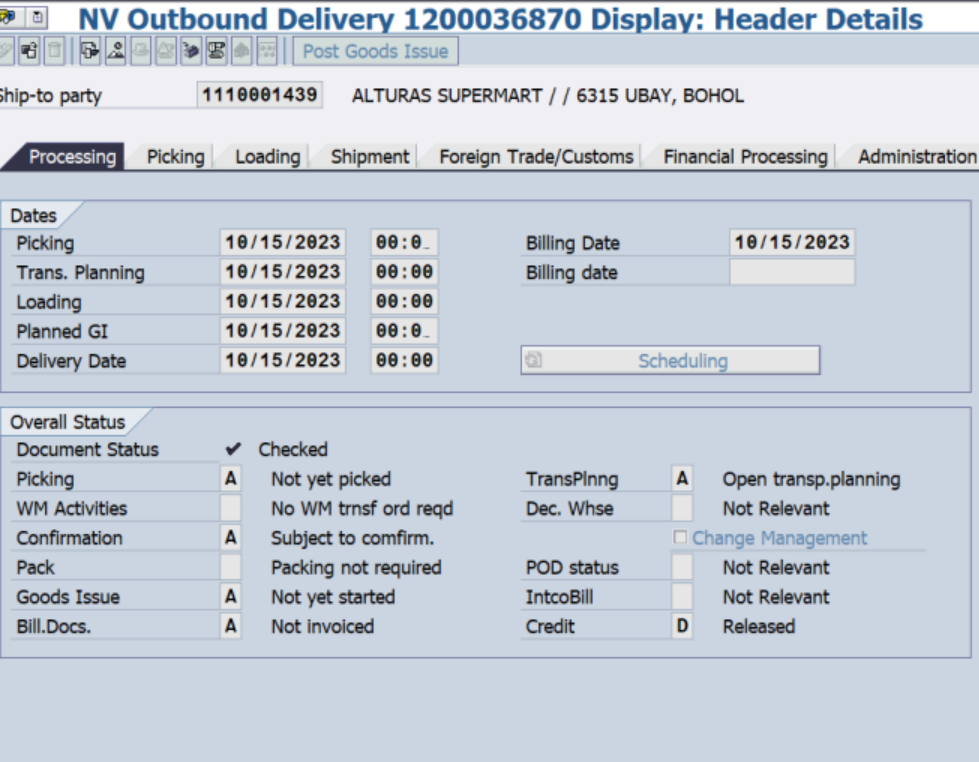 NV Outbound Delivery 1200036870 Display: Header Details
Post Goods Issue
Ship-to party 1110001439 ALTURAS SUPERMART / / 6315 UBAY, BOHOL
Processing Picking Loading Shipment Foreign Trade/Customs Financial Processing Administration
Dates
Picking 10/15/2023 00:0_ Billing Date 10/15/2023
Trans. Planning 10/15/2023 00:00 Billing date
Loading 10/15/2023 00:00
Planned GI 10/15/2023 00:0_
Delivery Date 10/15/2023 00:00 Scheduling
Overall Status
Document Status ✔ Checked
Picking A Not yet picked TransPlnng A Open transp.planning
WM Activities No WM trnsf ord reqd Dec. Whse Not Relevant
Confirmation A Subject to comfirm. Change Management
Pack Packing not required POD status Not Relevant
Goods Issue A Not yet started IntcoBill Not Relevant
Bill.Docs. A Not invoiced Credit D Released